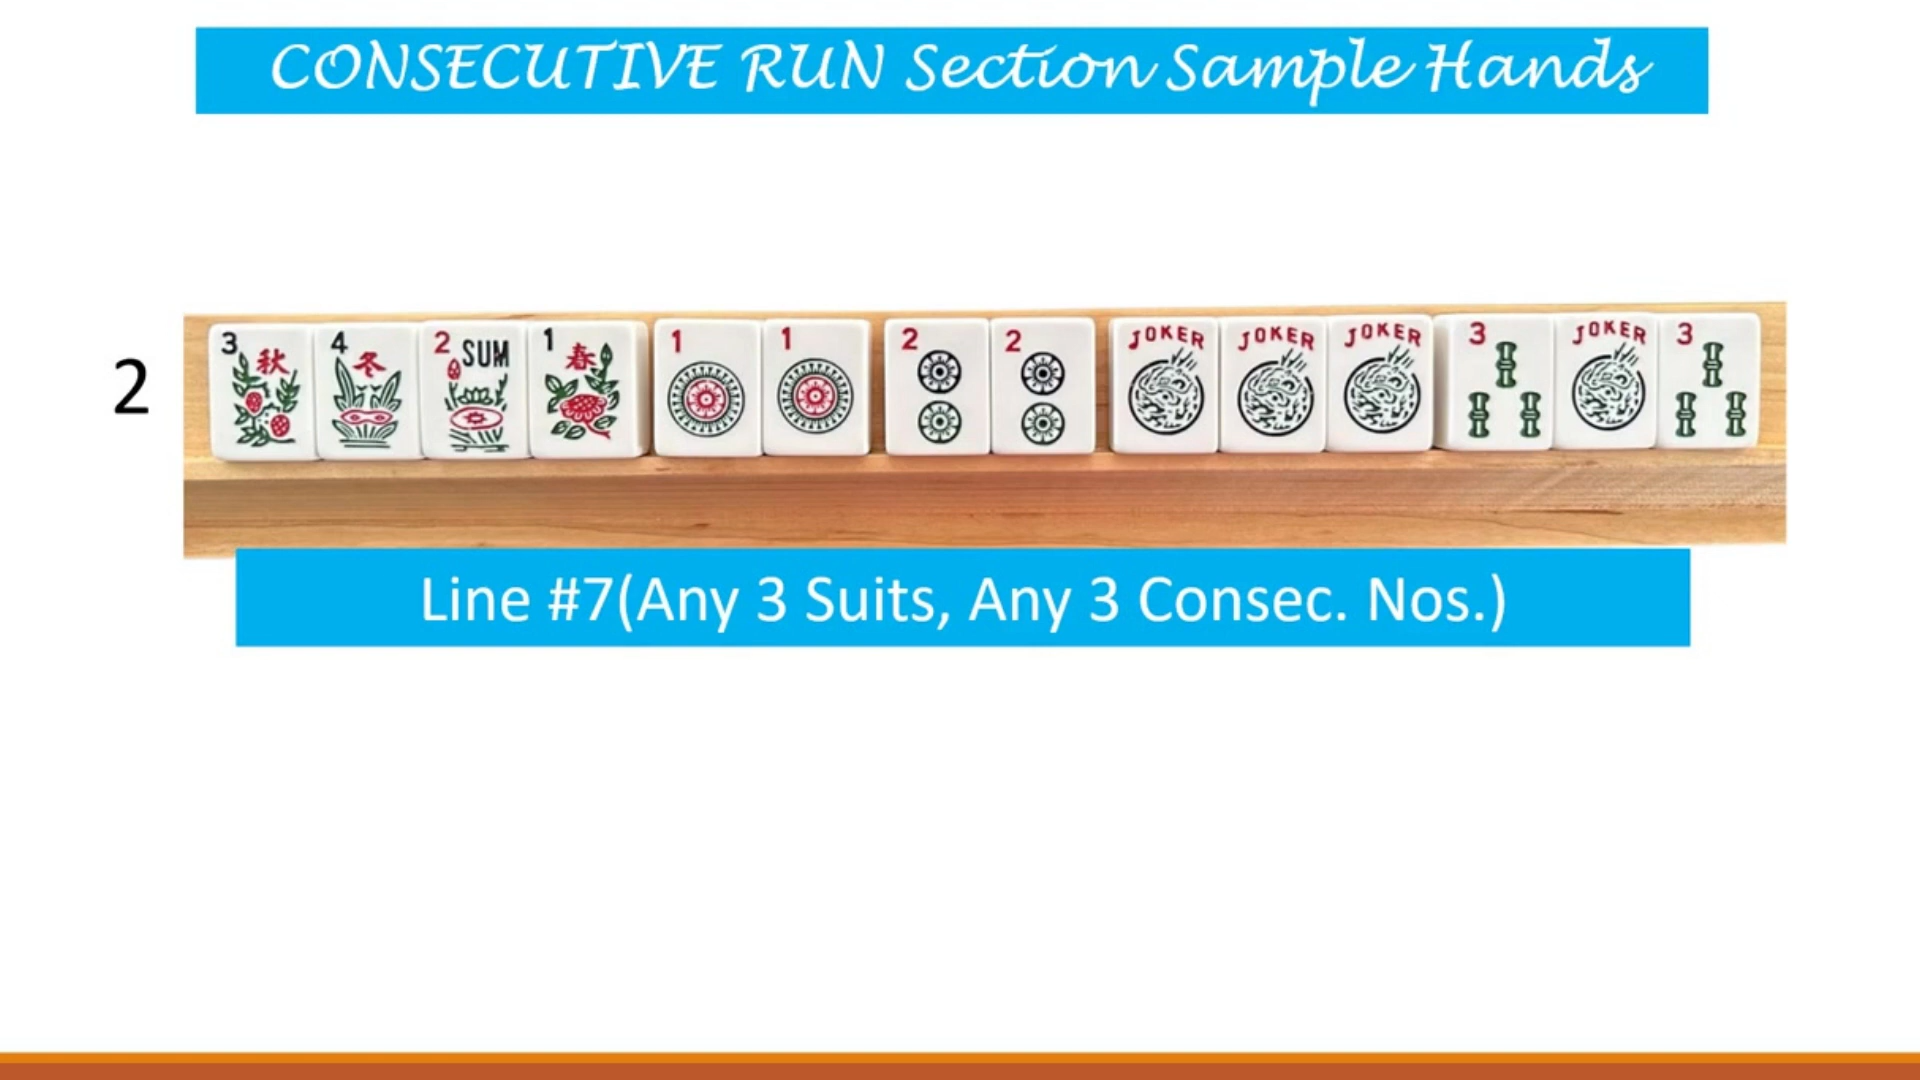 CONSECUTIVE RUN Section Sample Hands
2
3 秋 4 冬 2 SUM 1 春 1 1 2 2 JOKER JOKER JOKER 3 JOKER 3
Line #7(Any 3 Suits, Any 3 Consec. Nos.)